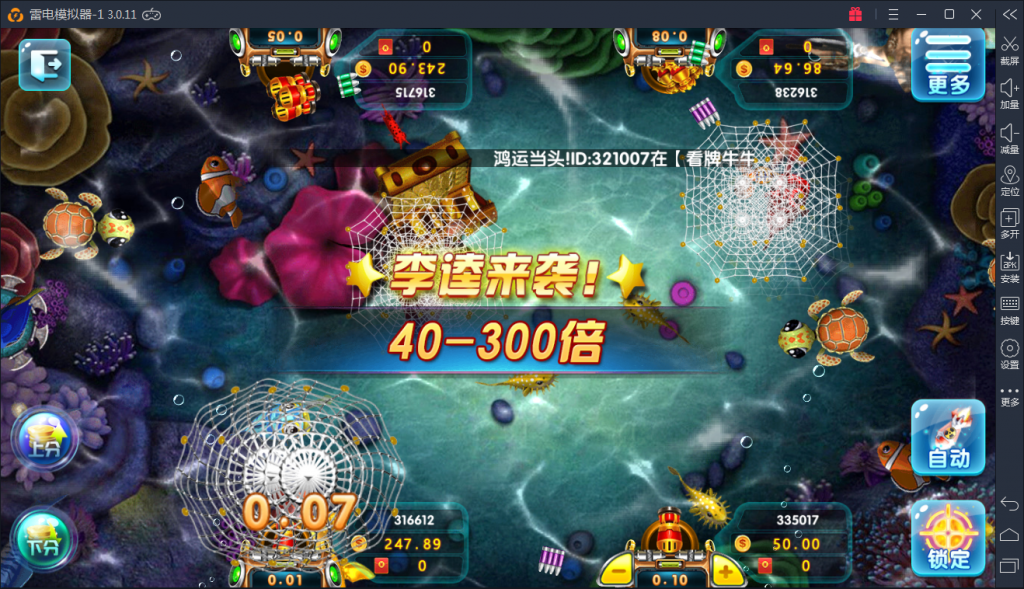 雷电模拟器-1 3.0.11
截屏
加量
减量
定位
多开
APK
安装
按键
设置
更多
更多
0.05
0
243.90
316715
0.08
0
86.64
316238
鸿运当头!ID:321007在【看牌牛牛
李逵来袭!
40-300倍
上分
下分
自动
锁定
0.07
316612
247.89
0
0.01
335017
50.00
0
0.10